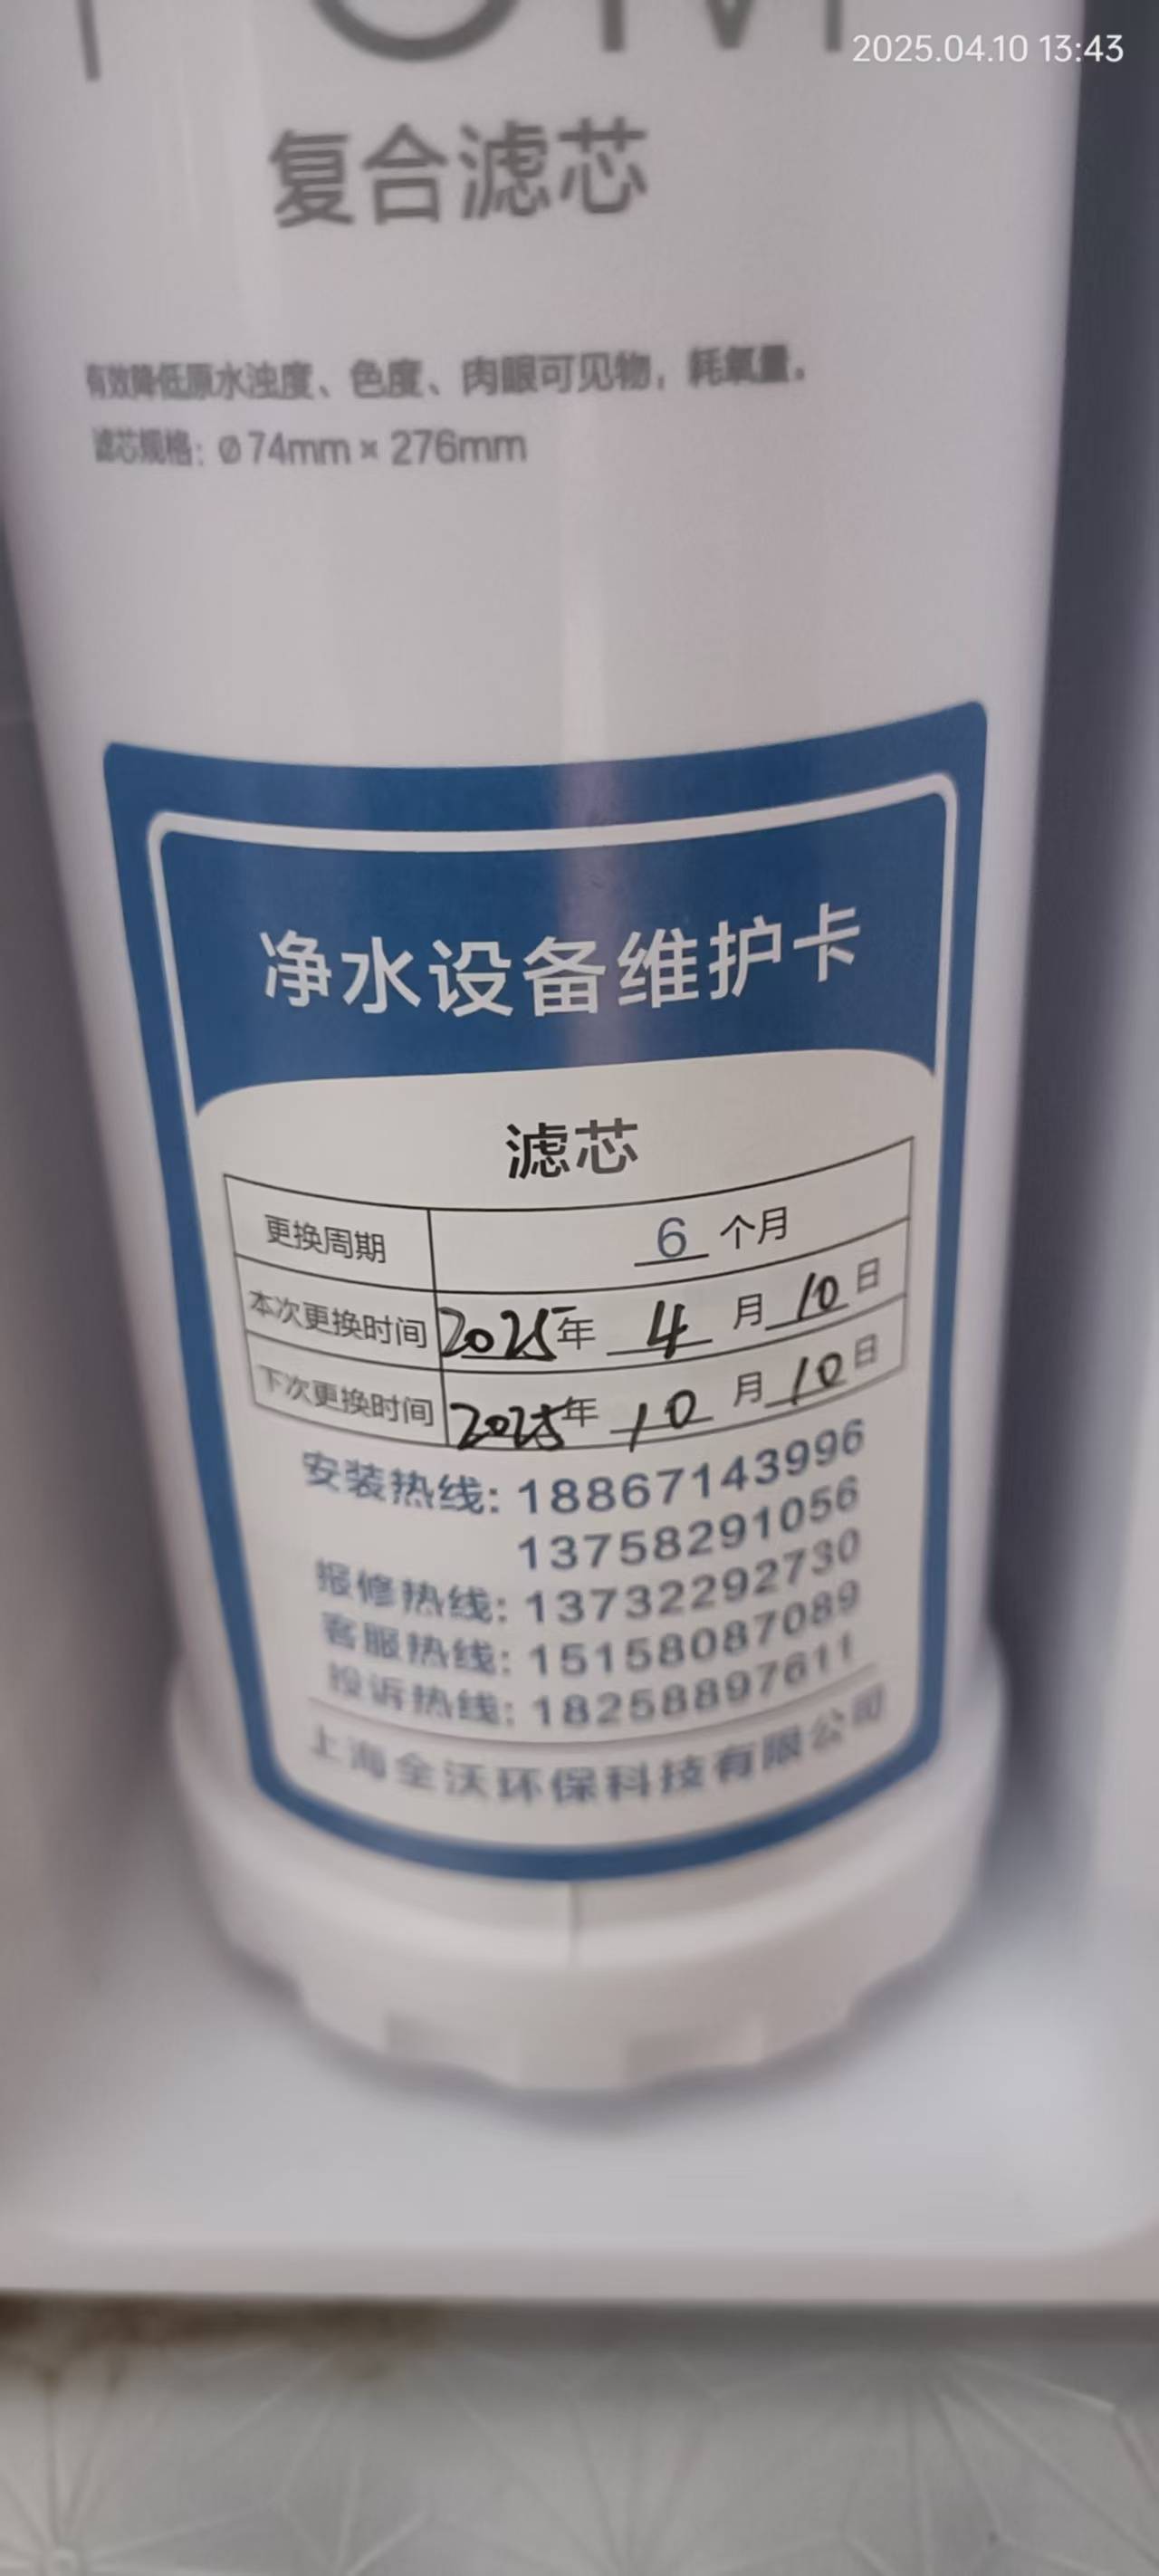 2025.04.10 13:43
复合滤芯
有效降低原水浊度、色度、肉眼可见物，耗氧量。
滤芯规格：Ø74mm×276mm
净水设备维护卡
滤芯
更换周期 6 个月
本次更换时间 2025年 4 月 10 日
下次更换时间 2025年 10 月 10 日
安装热线：18867143996
13758291056
报修热线：13732292730
客服热线：15158087089
投诉热线：18258897611
上海全沃环保科技有限公司